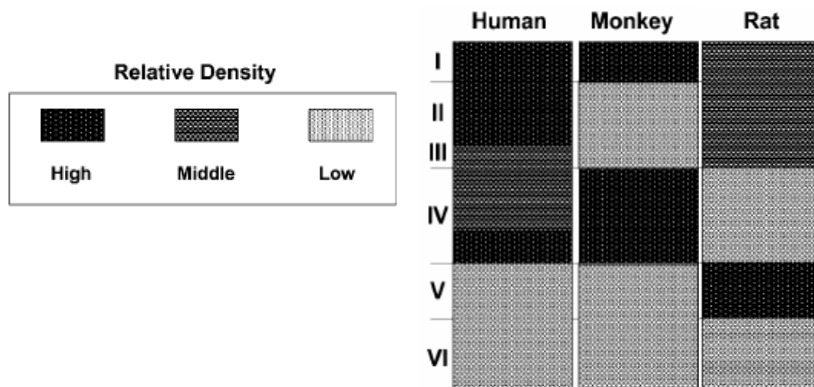 Human Monkey Rat
Relative Density
High Middle Low
I
II
III
IV
V
VI